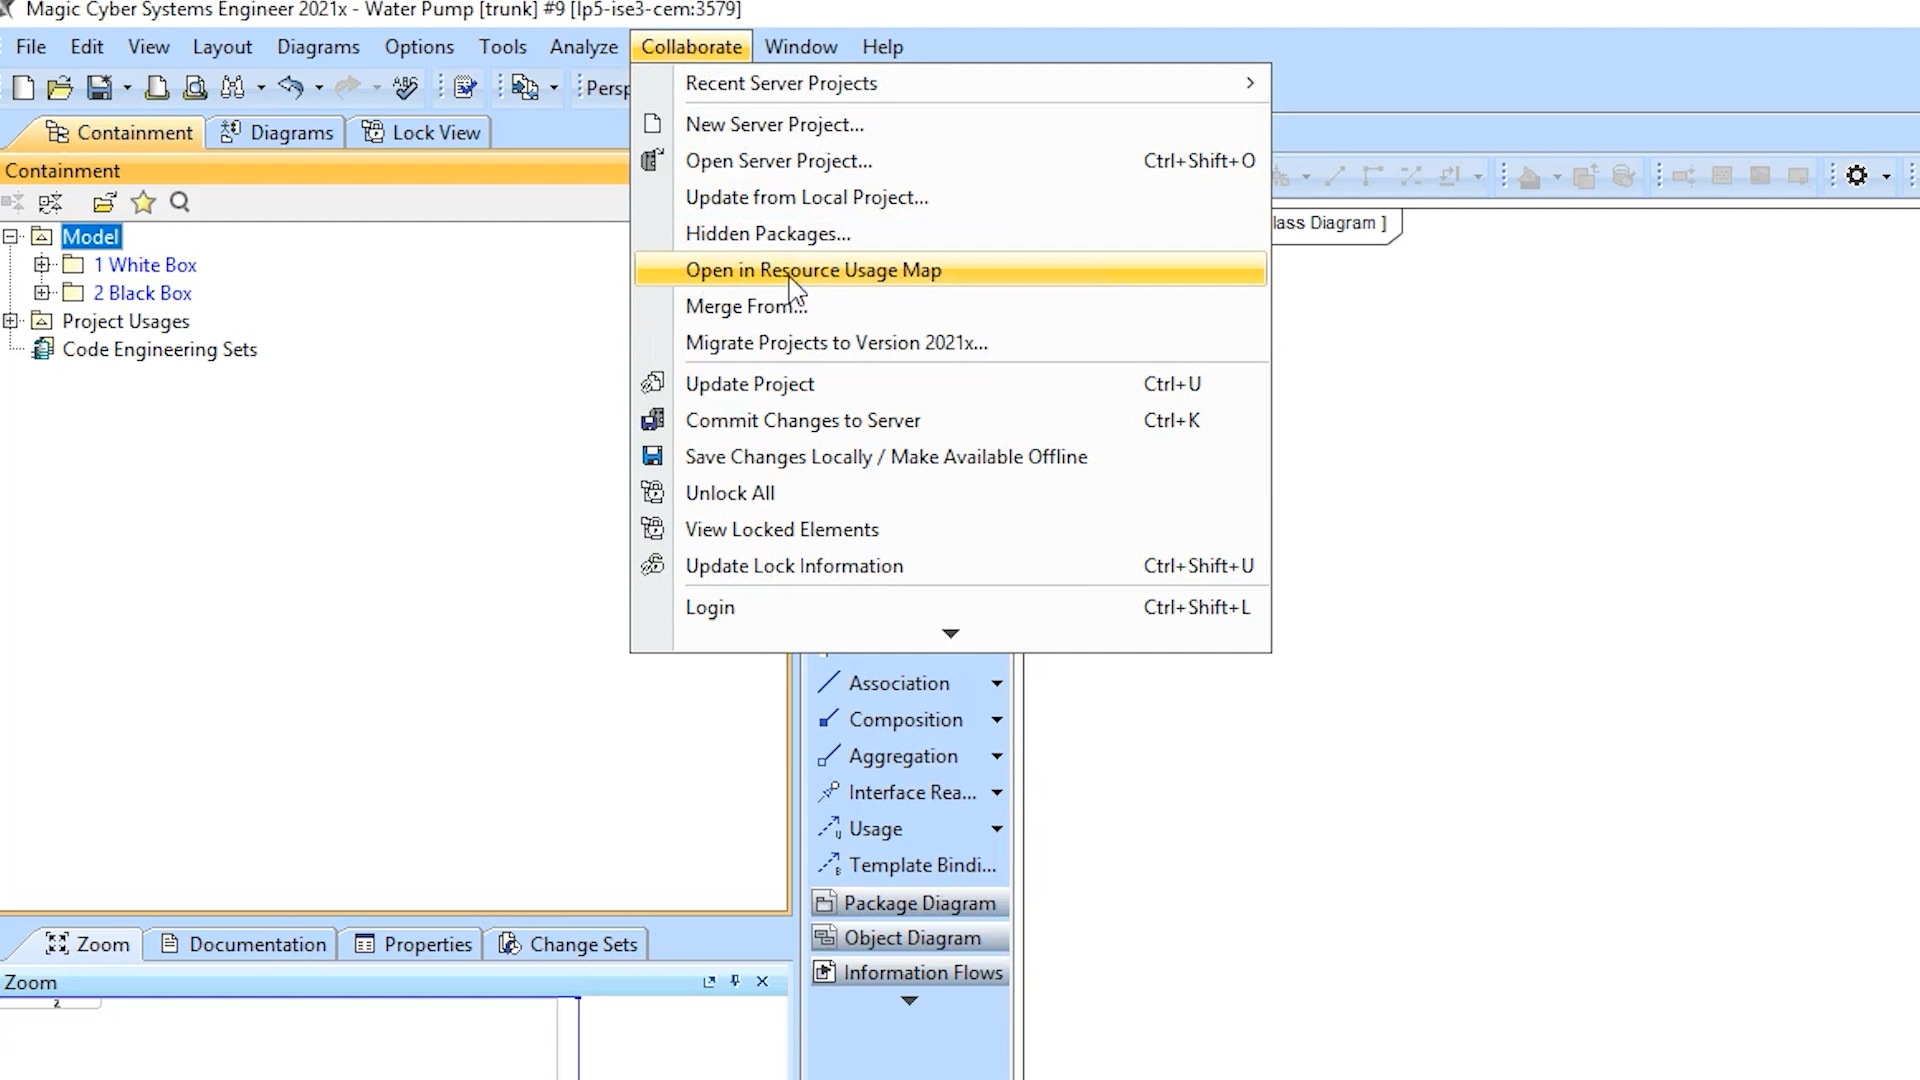 Magic Cyber Systems Engineer 2021x - Water Pump [trunk] #9 [lp5-ise3-cem:3579]
File Edit View Layout Diagrams Options Tools Analyze Collaborate Window Help
Persp
Containment Diagrams Lock View
Containment
Model
1 White Box
2 Black Box
Project Usages
Code Engineering Sets
Recent Server Projects
New Server Project...
Open Server Project... Ctrl+Shift+O
Update from Local Project...
Hidden Packages...
Open in Resource Usage Map
Merge From...
Migrate Projects to Version 2021x...
Update Project Ctrl+U
Commit Changes to Server Ctrl+K
Save Changes Locally / Make Available Offline
Unlock All
View Locked Elements
Update Lock Information Ctrl+Shift+U
Login Ctrl+Shift+L
lass Diagram ]
Association
Composition
Aggregation
Interface Rea...
Usage
Template Bindi...
Package Diagram
Object Diagram
Information Flows
Zoom Documentation Properties Change Sets
Zoom
2